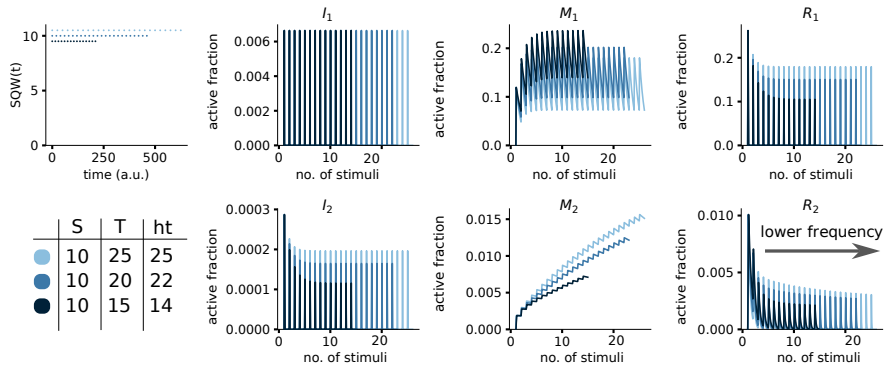 SQW(t)
10
5
0
0
250
500
time (a.u.)
I1
active fraction
0.006
0.004
0.002
0.000
0
10
20
no. of stimuli
M1
active fraction
0.2
0.1
0.0
0
10
20
no. of stimuli
R1
active fraction
0.2
0.1
0.0
0
10
20
no. of stimuli
S T ht
10 25 25
10 20 22
10 15 14
I2
active fraction
0.0003
0.0002
0.0001
0.0000
0
10
20
no. of stimuli
M2
active fraction
0.015
0.010
0.005
0.000
0
10
20
no. of stimuli
R2
lower frequency
active fraction
0.010
0.005
0.000
0
10
20
no. of stimuli